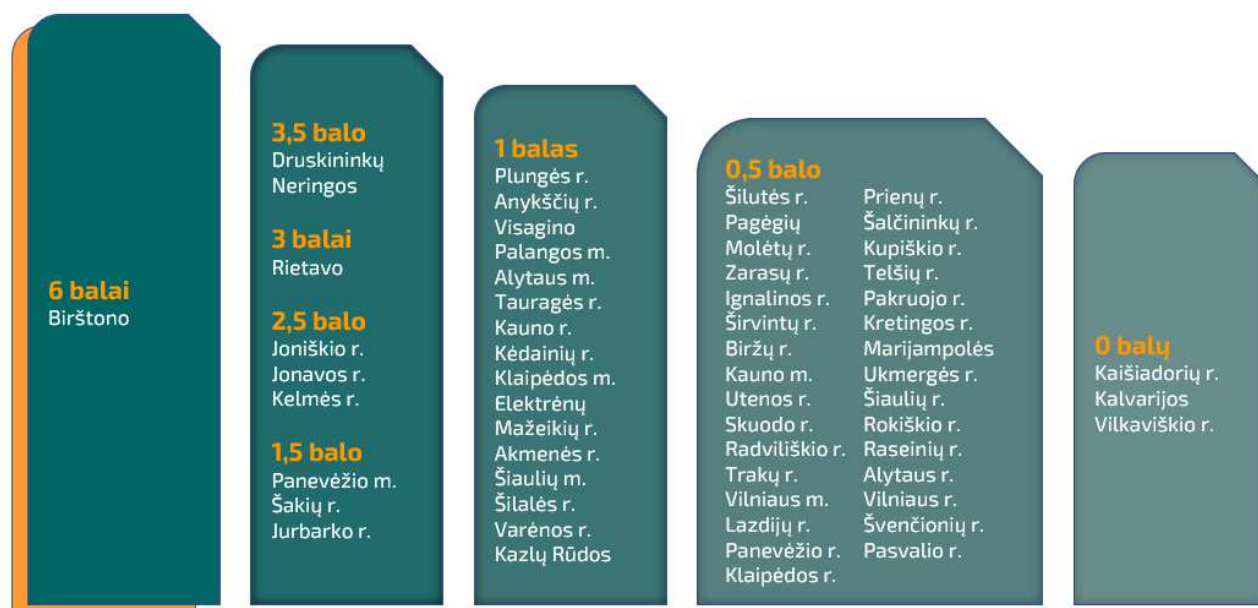 6 balai
Birštono
3,5 balo
Druskininkų
Neringos
3 balai
Rietavo
2,5 balo
Joniškio r.
Jonavos r.
Kelmės r.
1,5 balo
Panevėžio m.
Šakių r.
Jurbarko r.
1 balas
Plungės r.
Anykščių r.
Visagino
Palangos m.
Alytaus m.
Tauragės r.
Kauno r.
Kėdainių r.
Klaipėdos m.
Elektrėnų
Mažeikių r.
Akmenės r.
Šiaulių m.
Šilalės r.
Varėnos r.
Kazlų Rūdos
0,5 balo
Šilutės r.
Pagėgių
Molėtų r.
Zarasų r.
Ignalinos r.
Širvintų r.
Biržų r.
Kauno m.
Utenos r.
Skuodo r.
Radviliškio r.
Trakų r.
Vilniaus m.
Lazdijų r.
Panevėžio r.
Klaipėdos r.
Prienų r.
Šalčininkų r.
Kupiškio r.
Telšių r.
Pakruojo r.
Kretingos r.
Marijampolės
Ukmergės r.
Šiaulių r.
Rokiškio r.
Raseinių r.
Alytaus r.
Vilniaus r.
Švenčionių r.
Pasvalio r.
0 balų
Kaišiadorių r.
Kalvarijos
Vilkaviškio r.